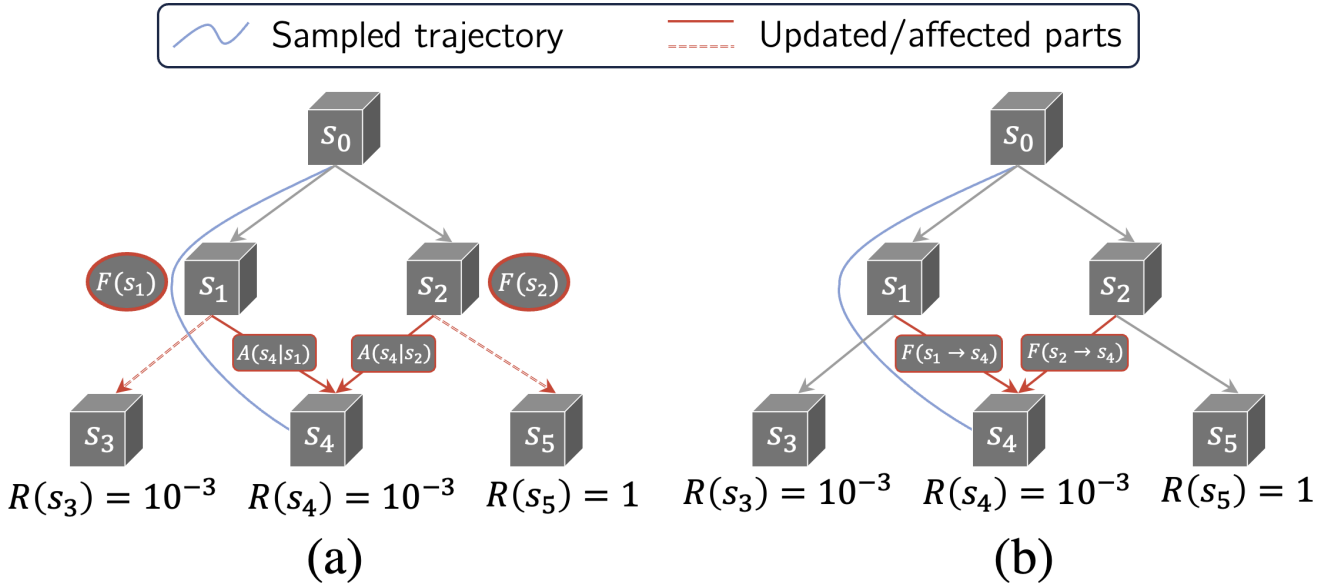 Sampled trajectory Updated/affected parts
s₀ s₀
F(s₁) s₁ s₂ F(s₂) s₁ s₂
A(s₄|s₁) A(s₄|s₂) F(s₁ → s₄) F(s₂ → s₄)
s₃ s₄ s₅ s₃ s₄ s₅
R(s₃) = 10⁻³ R(s₄) = 10⁻³ R(s₅) = 1 R(s₃) = 10⁻³ R(s₄) = 10⁻³ R(s₅) = 1
(a) (b)